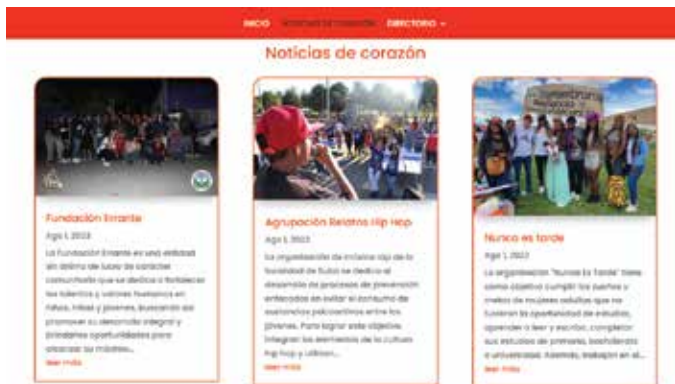 INICIO NOTICIAS DE CORAZÓN DIRECTORIO
Noticias de corazón
Fundación Errante
Ago 1, 2023
La Fundación Errante es una entidad
sin ánimo de lucro de carácter
comunitario que se dedica a fortalecer
los talentos y valores humanos en
niños, niñas y jóvenes, buscando así
promover su desarrollo integral y
brindarles oportunidades para
alcanzar su máximo...
leer más
Agrupación Relatos Hip Hop
Ago 1, 2023
La organización de música rap de la
localidad de Suba se dedica al
desarrollo de procesos de prevención
enfocados en evitar el consumo de
sustancias psicoactivas entre los
jóvenes. Para lograr este objetivo,
integran los elementos de la cultura
hip hop y utilizan...
leer más
Nunca es tarde
Ago 1, 2023
La organización "Nunca Es Tarde" tiene
como objetivo cumplir los sueños y
metas de mujeres adultas que no
tuvieron la oportunidad de estudiar,
aprender a leer y escribir, completar
sus estudios de primaria, bachillerato
o universidad. Además, trabajan en el...
leer más